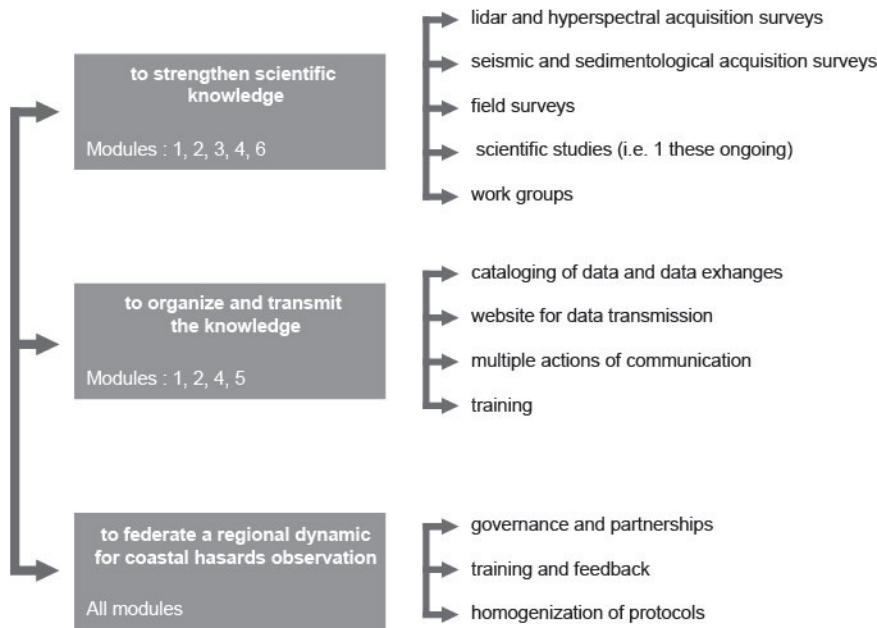 to strengthen scientific
knowledge
Modules : 1, 2, 3, 4, 6
lidar and hyperspectral acquisition surveys
seismic and sedimentological acquisition surveys
field surveys
scientific studies (i.e. 1 these ongoing)
work groups
to organize and transmit
the knowledge
Modules : 1, 2, 4, 5
cataloging of data and data exhanges
website for data transmission
multiple actions of communication
training
to federate a regional dynamic
for coastal hasards observation
All modules
governance and partnerships
training and feedback
homogenization of protocols